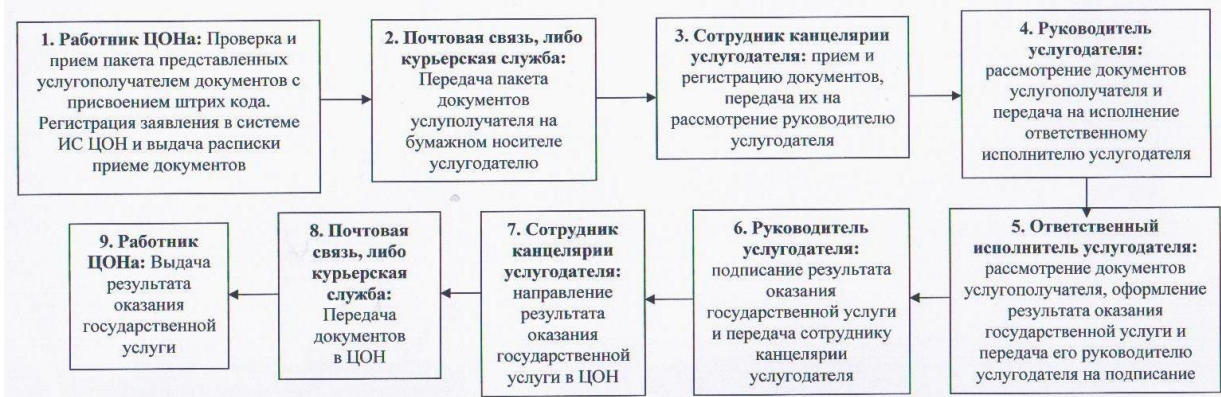 1. Работник ЦОНа: Проверка и
прием пакета представленных
услугополучателем документов с
присвоением штрих кода.
Регистрация заявления в системе
ИС ЦОН и выдача расписки
приеме документов
2. Почтовая связь, либо
курьерская служба:
Передача пакета
документов
услуполучателя на
бумажном носителе
услугодателю
3. Сотрудник канцелярии
услугодателя: прием и
регистрацию документов,
передача их на
рассмотрение руководителю
услугодателя
4. Руководитель
услугодателя:
рассмотрение документов
услугополучателя и
передача на исполнение
ответственному
исполнителю услугодателя
5. Ответственный
исполнитель услугодателя:
рассмотрение документов
услугополучателя, оформление
результата оказания
государственной услуги и
передача его руководителю
услугодателя на подписание
6. Руководитель
услугодателя:
подписание результата
оказания
государственной услуги
и передача сотруднику
канцелярии
услугодателя
7. Сотрудник
канцелярии
услугодателя:
направление
результата
оказания
государственной
услуги в ЦОН
8. Почтовая
связь, либо
курьерская
служба:
Передача
документов
в ЦОН
9. Работник
ЦОНа: Выдача
результата
оказания
государственной
услуги